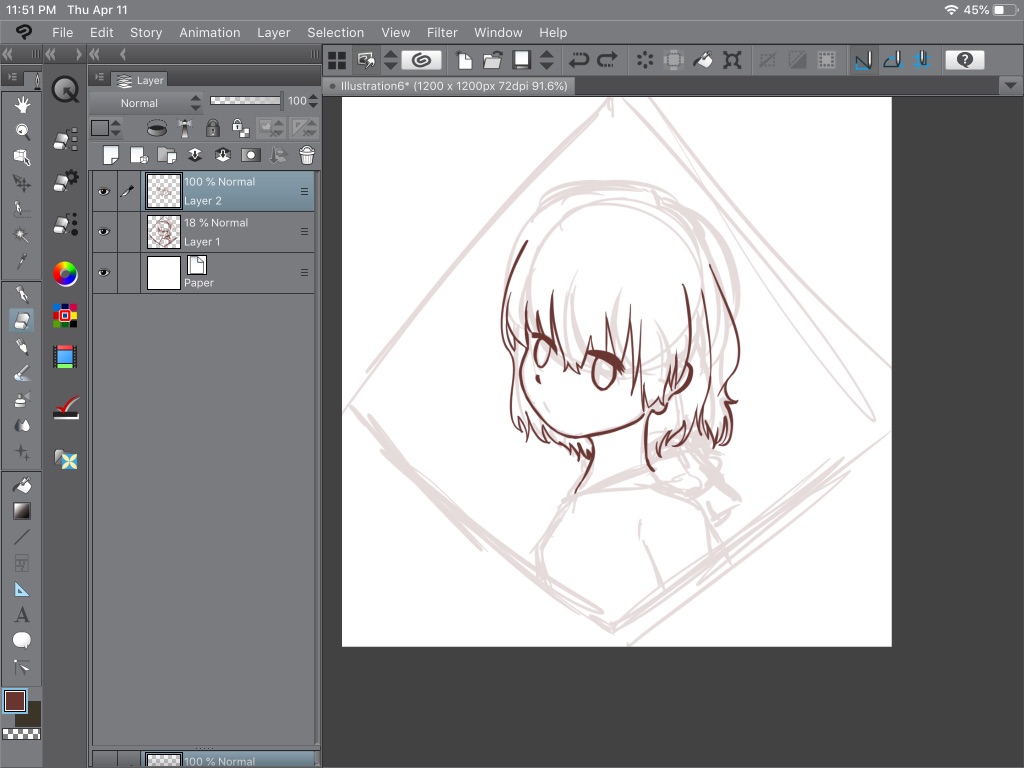 11:51 PM Thu Apr 11
45%
File Edit Story Animation Layer Selection View Filter Window Help
Layer
Illustration6* (1200 x 1200px 72dpi 91.6%)
Normal 100
100 % Normal
Layer 2
18 % Normal
Layer 1
Paper
A
?
100 % Normal